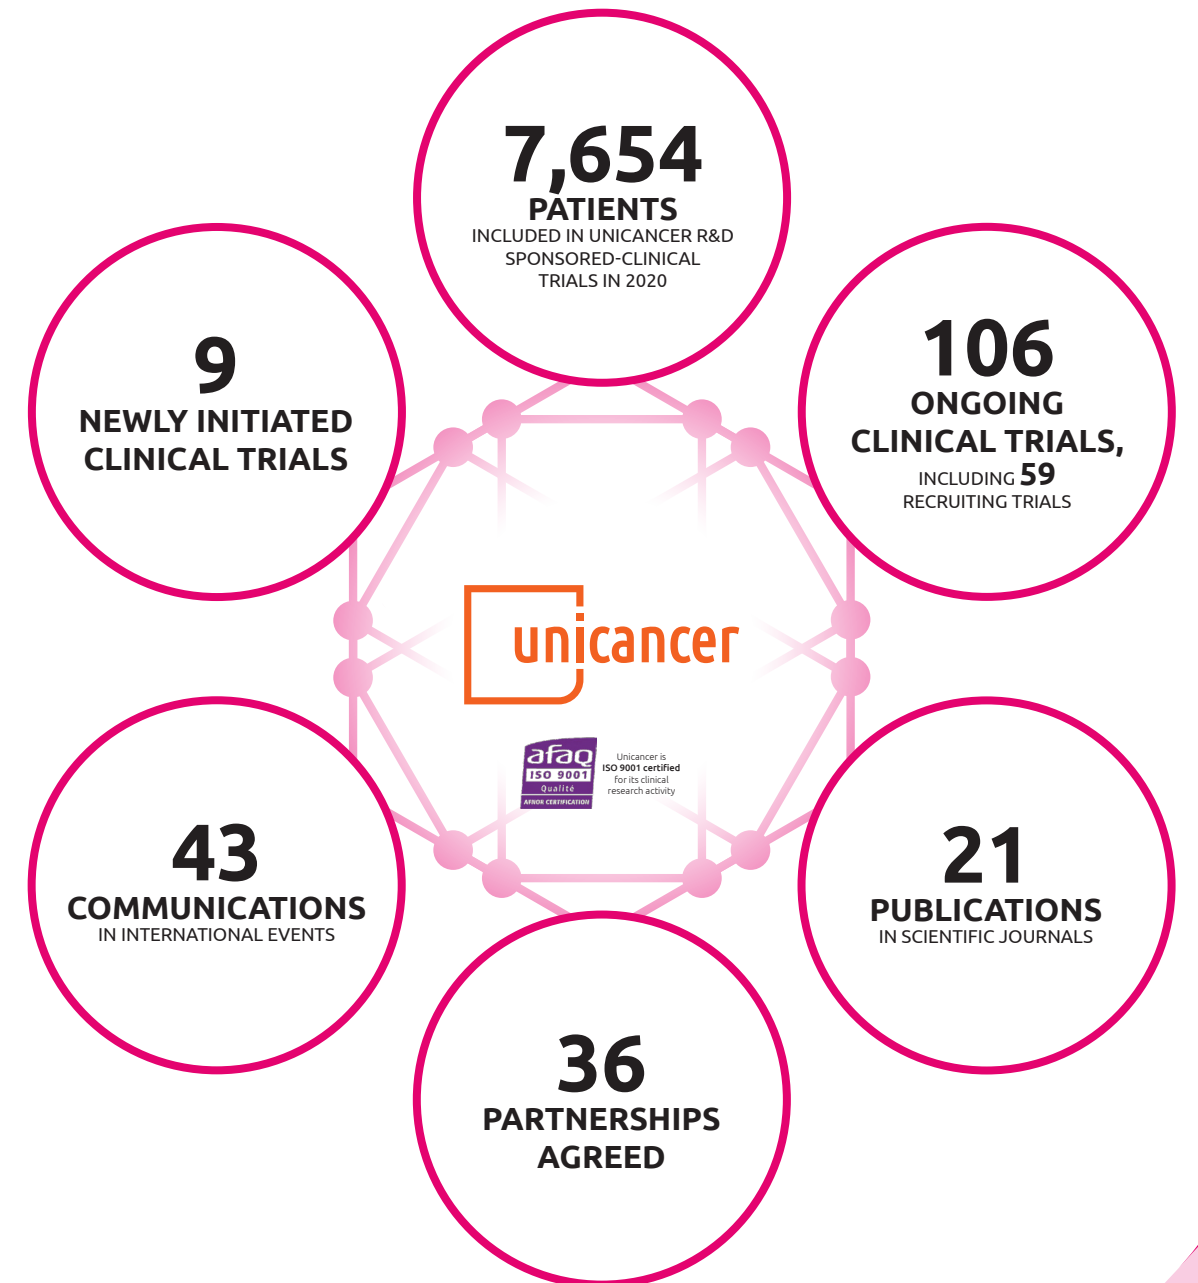 7,654
PATIENTS
INCLUDED IN UNICANCER R&D
SPONSORED-CLINICAL
TRIALS IN 2020
9
NEWLY INITIATED
CLINICAL TRIALS
106
ONGOING
CLINICAL TRIALS,
INCLUDING 59
RECRUITING TRIALS
unicancer
afaq
ISO 9001
Qualité
AFNOR CERTIFICATION
Unicancer is
ISO 9001 certified
for its clinical
research activity
43
COMMUNICATIONS
IN INTERNATIONAL EVENTS
21
PUBLICATIONS
IN SCIENTIFIC JOURNALS
36
PARTNERSHIPS
AGREED